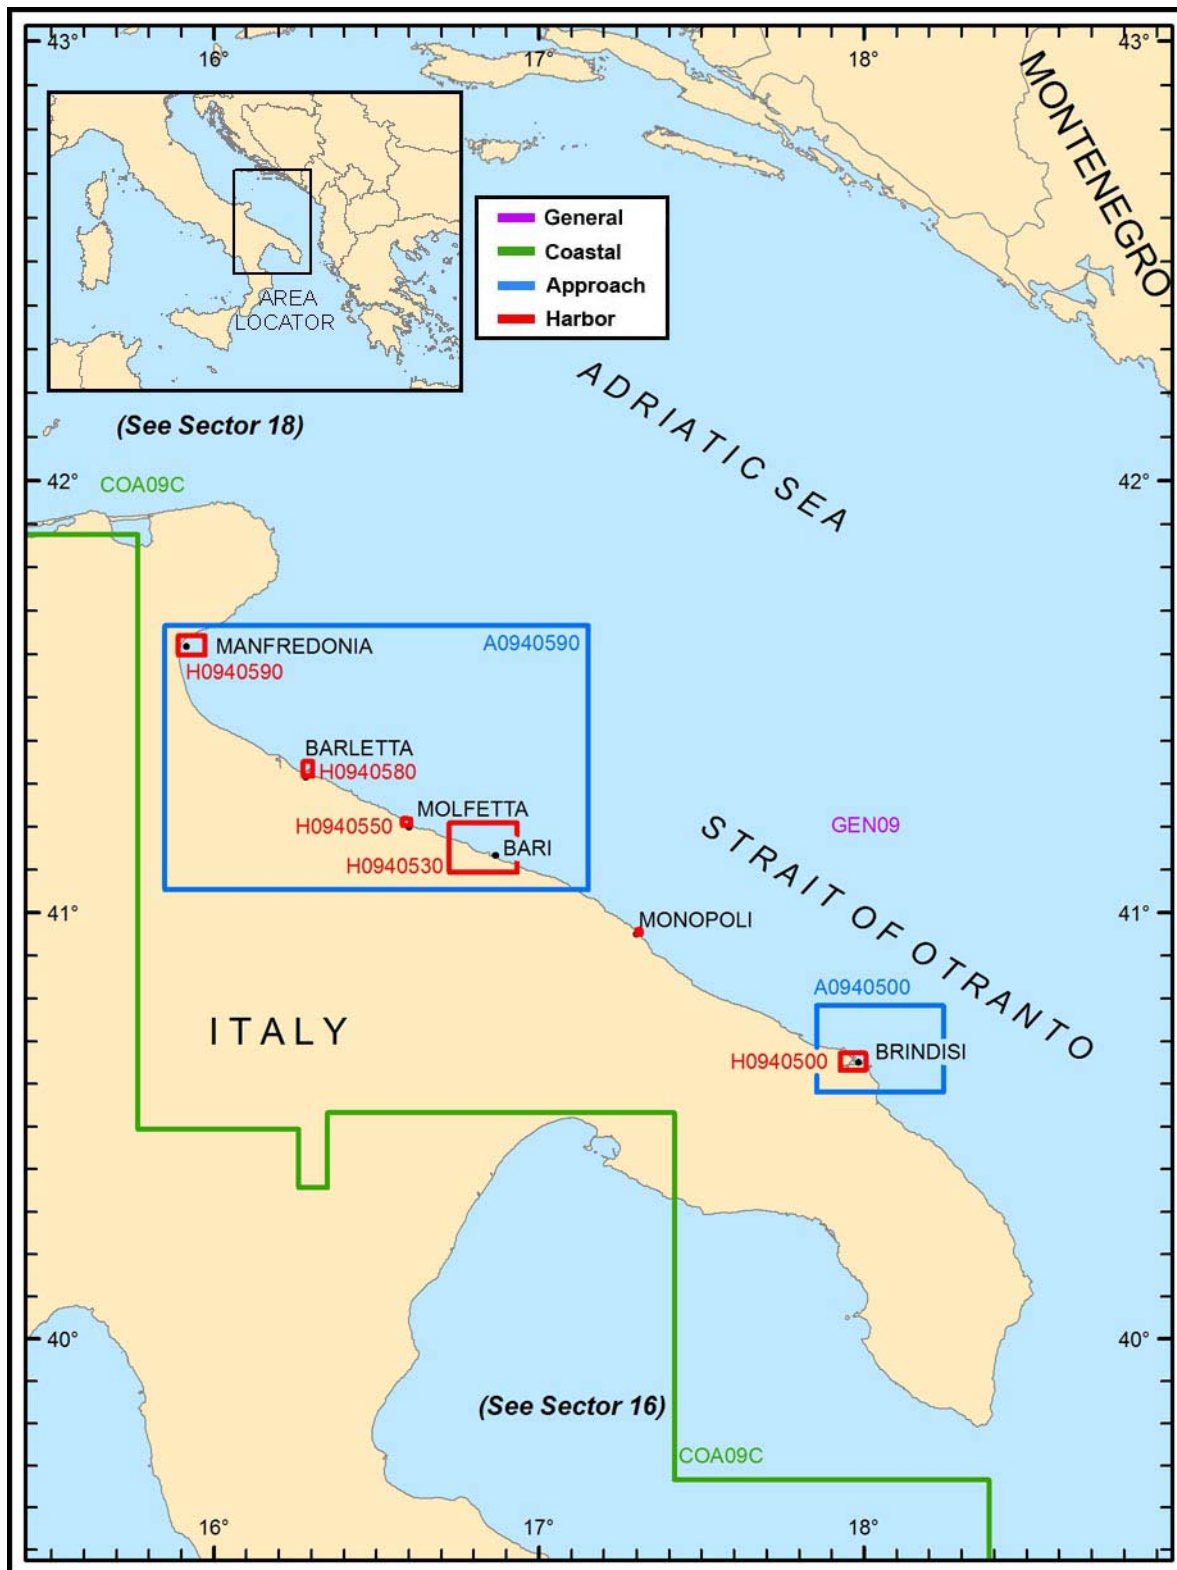 43°
16°
17°
18°
43°
MONTENEGRO
AREA
LOCATOR
General
Coastal
Approach
Harbor
ADRIATIC SEA
(See Sector 18)
42°
COA09C
42°
MANFREDONIA
A0940590
H0940590
BARLETTA
H0940580
MOLFETTA
H0940550
BARI
H0940530
GEN09
STRAIT OF OTRANTO
41°
MONOPOLI
41°
A0940500
ITALY
BRINDISI
H0940500
40°
40°
(See Sector 16)
COA09C
16°
17°
18°